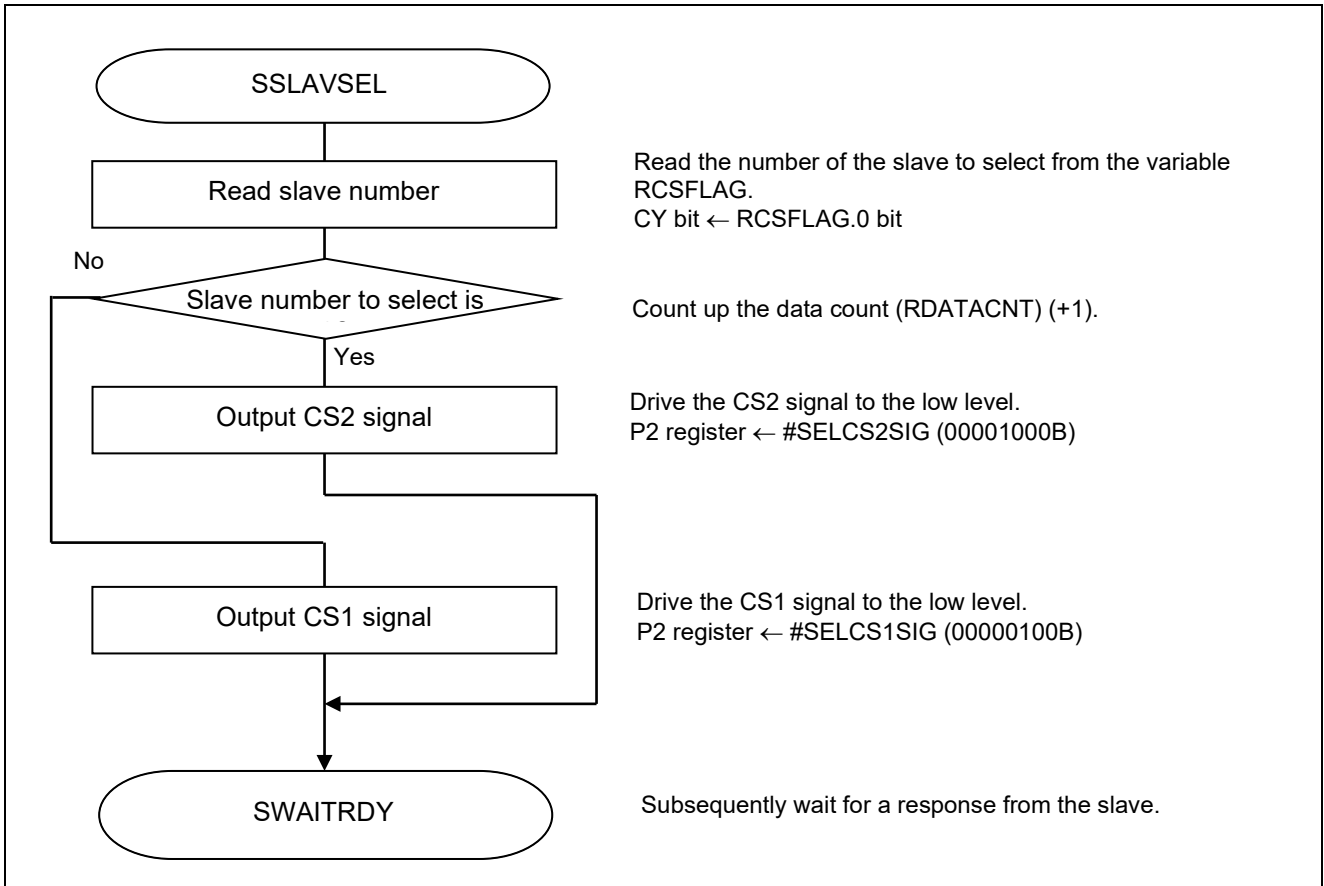 SSLAVSEL
Read slave number
Read the number of the slave to select from the variable
RCSFLAG.
CY bit ← RCSFLAG.0 bit
No
Slave number to select is
Count up the data count (RDATACNT) (+1).
Yes
Output CS2 signal
Drive the CS2 signal to the low level.
P2 register ← #SELCS2SIG (00001000B)
Output CS1 signal
Drive the CS1 signal to the low level.
P2 register ← #SELCS1SIG (00000100B)
SWAITRDY
Subsequently wait for a response from the slave.